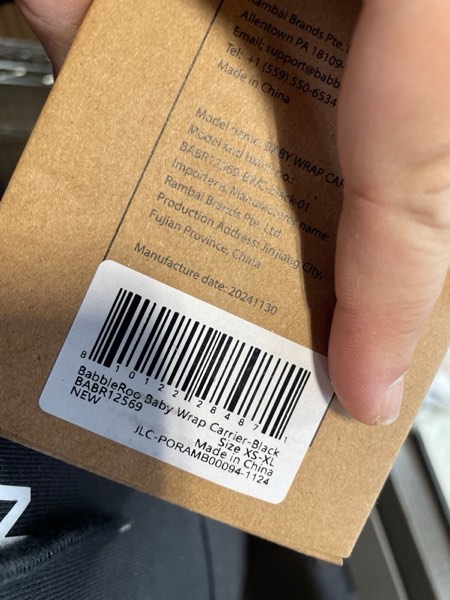 Rambai Brands Pte.
Allentown PA 18109-
Email: support@babb
Tel: +1 (559) 550-6534
Made in China
Model name: BABY WRAP CAR
Model and batch no.:
Importer & Manufacturer name:
Rambai Brands Pte. Ltd.
Production Address: Jinjiang City,
Fujian Province, China
Manufacture date: 20241130
8 10122 28487 1
BabbleRoo Baby Wrap Carrier-Black
BABR12569 Size XS-XL
NEW Made in China
JLC-PORAMB00094-1124